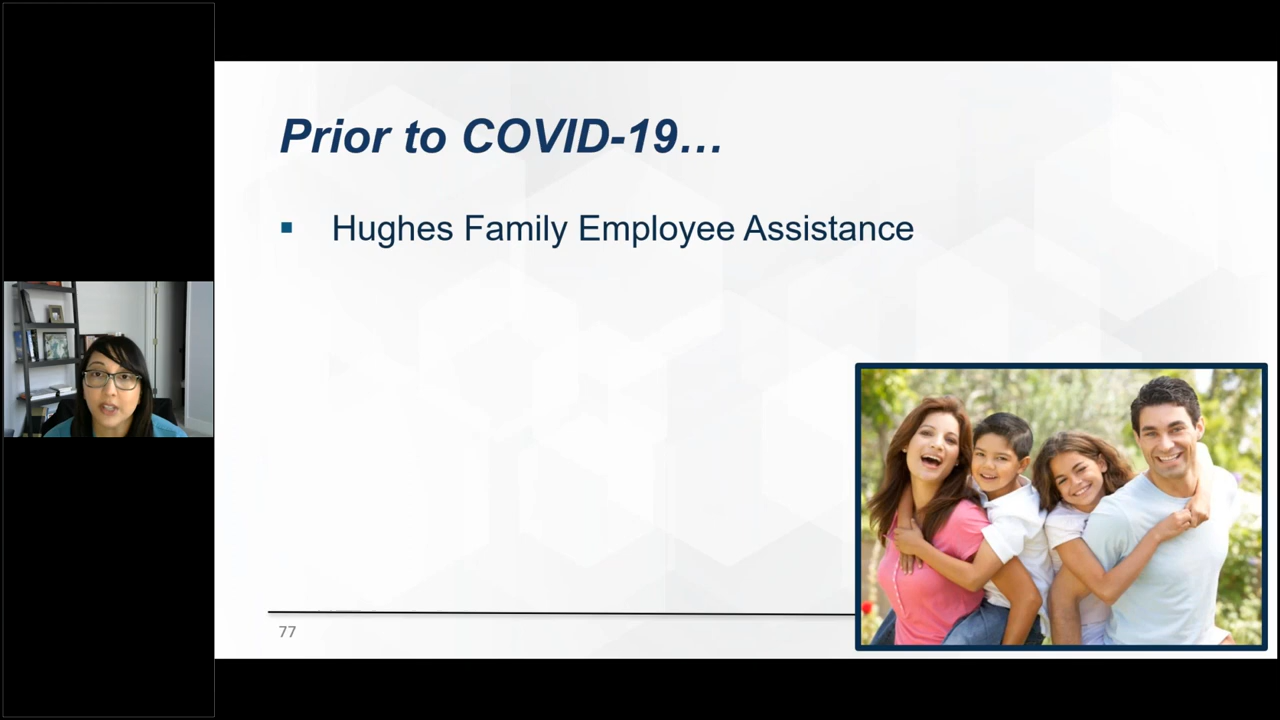 Prior to COVID-19…
▪ Hughes Family Employee Assistance
77